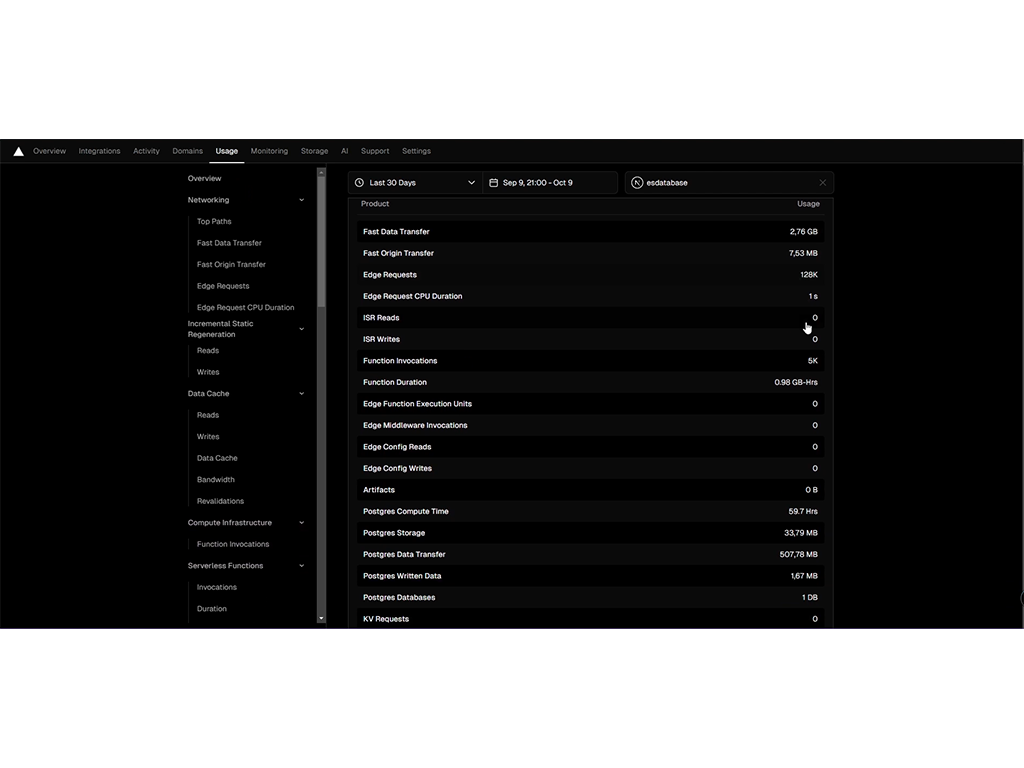 Overview Integrations Activity Domains Usage Monitoring Storage AI Support Settings
Overview
Networking
Top Paths
Fast Data Transfer
Fast Origin Transfer
Edge Requests
Edge Request CPU Duration
Incremental Static
Regeneration
Reads
Writes
Data Cache
Reads
Writes
Data Cache
Bandwidth
Revalidations
Compute Infrastructure
Function Invocations
Serverless Functions
Invocations
Duration
Last 30 Days Sep 9, 21:00 - Oct 9 N esdatabase
Product Usage
Fast Data Transfer 2,76 GB
Fast Origin Transfer 7,53 MB
Edge Requests 128K
Edge Request CPU Duration 1 s
ISR Reads 0
ISR Writes 0
Function Invocations 5K
Function Duration 0.98 GB-Hrs
Edge Function Execution Units 0
Edge Middleware Invocations 0
Edge Config Reads 0
Edge Config Writes 0
Artifacts 0 B
Postgres Compute Time 59.7 Hrs
Postgres Storage 33,79 MB
Postgres Data Transfer 507,78 MB
Postgres Written Data 1,67 MB
Postgres Databases 1 DB
KV Requests 0